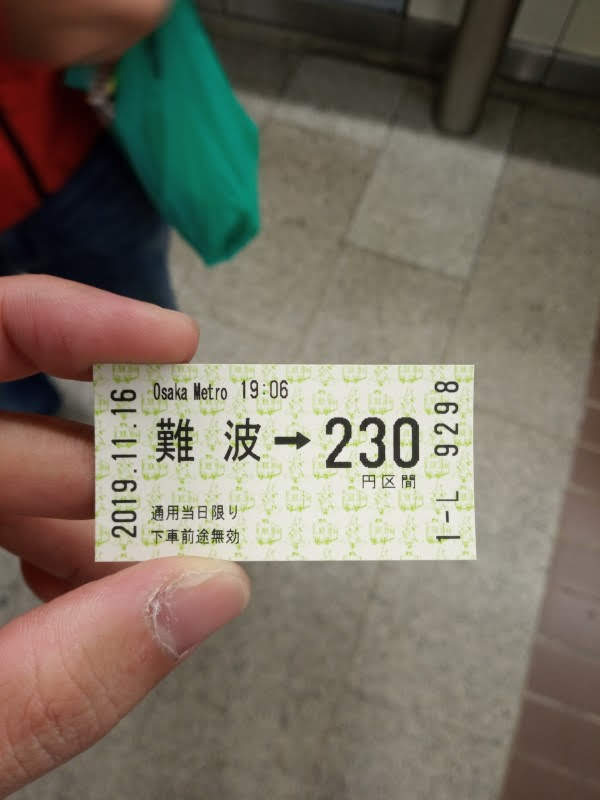 2019.11.16
Osaka Metro 19:06
難波→230
円区間
通用当日限り
下車前途無効
1-L 9298